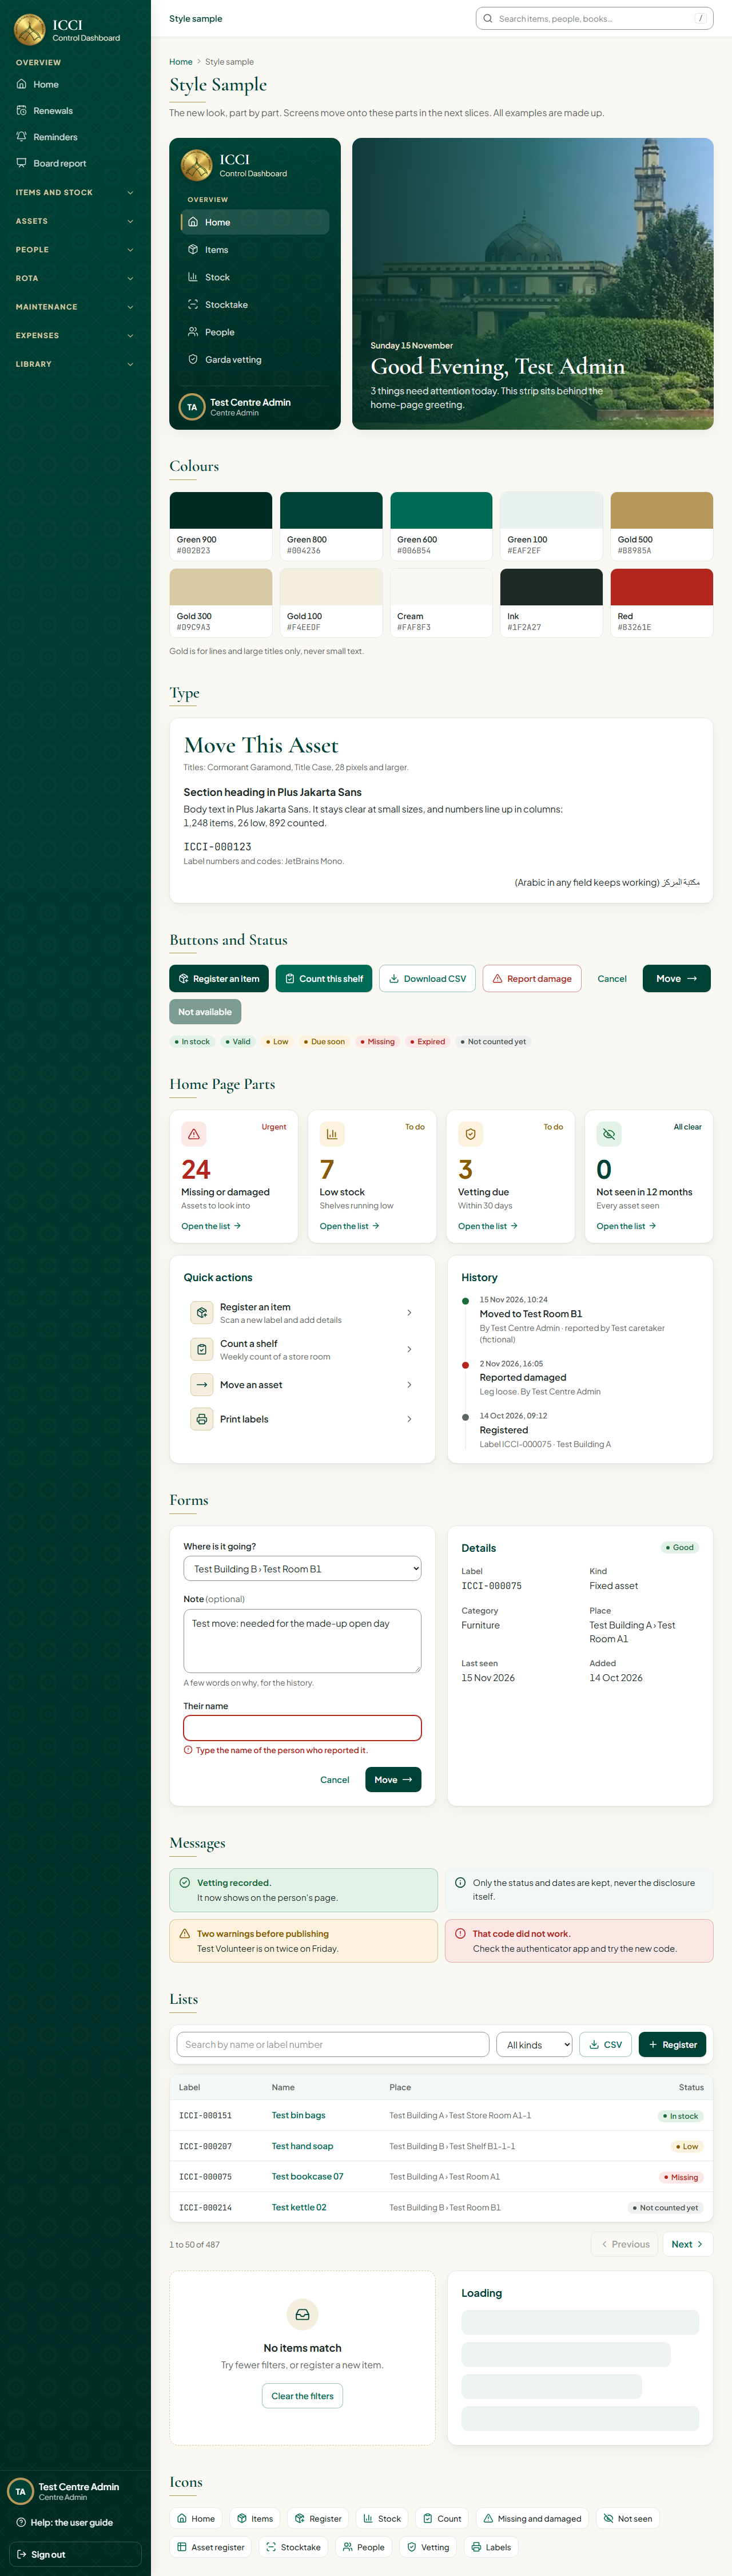 ICCI
Control Dashboard
OVERVIEW
Home
Renewals
Reminders
Board report
ITEMS AND STOCK
ASSETS
PEOPLE
ROTA
MAINTENANCE
EXPENSES
LIBRARY
TA
Test Centre Admin
Centre Admin
Help: the user guide
Sign out
Style sample
Search items, people, books...
/
Home › Style sample
Style Sample
The new look, part by part. Screens move onto these parts in the next slices. All examples are made up.
ICCI
Control Dashboard
OVERVIEW
Home
Items
Stock
Stocktake
People
Garda vetting
TA
Test Centre Admin
Centre Admin
Sunday 15 November
Good Evening, Test Admin
3 things need attention today. This strip sits behind the
home-page greeting.
Colours
Green 900
#002B23
Green 800
#004236
Green 600
#006B54
Green 100
#EAF2EF
Gold 500
#B8985A
Gold 300
#D9C9A3
Gold 100
#F4EEDF
Cream
#FAF8F3
Ink
#1F2A27
Red
#B3261E
Gold is for lines and large titles only, never small text.
Type
Move This Asset
Titles: Cormorant Garamond, Title Case, 28 pixels and larger.
Section heading in Plus Jakarta Sans
Body text in Plus Jakarta Sans. It stays clear at small sizes, and numbers line up in columns:
1,248 items, 26 low, 892 counted.
ICCI-000123
Label numbers and codes: JetBrains Mono.
مكتبة المركز (Arabic in any field keeps working)
Buttons and Status
Register an item
Count this shelf
Download CSV
Report damage
Cancel
Move
Not available
In stock
Valid
Low
Due soon
Missing
Expired
Not counted yet
Home Page Parts
Urgent
24
Missing or damaged
Assets to look into
Open the list
To do
7
Low stock
Shelves running low
Open the list
To do
3
Vetting due
Within 30 days
Open the list
All clear
0
Not seen in 12 months
Every asset seen
Open the list
Quick actions
Register an item
Scan a new label and add details
Count a shelf
Weekly count of a store room
Move an asset
Print labels
History
15 Nov 2026, 10:24
Moved to Test Room B1
By Test Centre Admin · reported by Test caretaker
(fictional)
2 Nov 2026, 16:05
Reported damaged
Leg loose. By Test Centre Admin
14 Oct 2026, 09:12
Registered
Label ICCI-000075 · Test Building A
Forms
Where is it going?
Test Building B › Test Room B1
Note (optional)
Test move: needed for the made-up open day
A few words on why, for the history.
Their name
Type the name of the person who reported it.
Cancel
Move
Details
Good
Label
ICCI-000075
Kind
Fixed asset
Category
Furniture
Place
Test Building A › Test
Room A1
Last seen
15 Nov 2026
Added
14 Oct 2026
Messages
Vetting recorded.
It now shows on the person's page.
Only the status and dates are kept, never the disclosure
itself.
Two warnings before publishing
Test Volunteer is on twice on Friday.
That code did not work.
Check the authenticator app and try the new code.
Lists
Search by name or label number
All kinds
CSV
Register
Label Name Place Status
ICCI-000151 Test bin bags Test Building A › Test Store Room A1-1 In stock
ICCI-000207 Test hand soap Test Building B › Test Shelf B1-1-1 Low
ICCI-000075 Test bookcase 07 Test Building A › Test Room A1 Missing
ICCI-000214 Test kettle 02 Test Building B › Test Room B1 Not counted yet
1 to 50 of 487
Previous
Next
No items match
Try fewer filters, or register a new item.
Clear the filters
Loading
Icons
Home
Items
Register
Stock
Count
Missing and damaged
Not seen
Asset register
Stocktake
People
Vetting
Labels